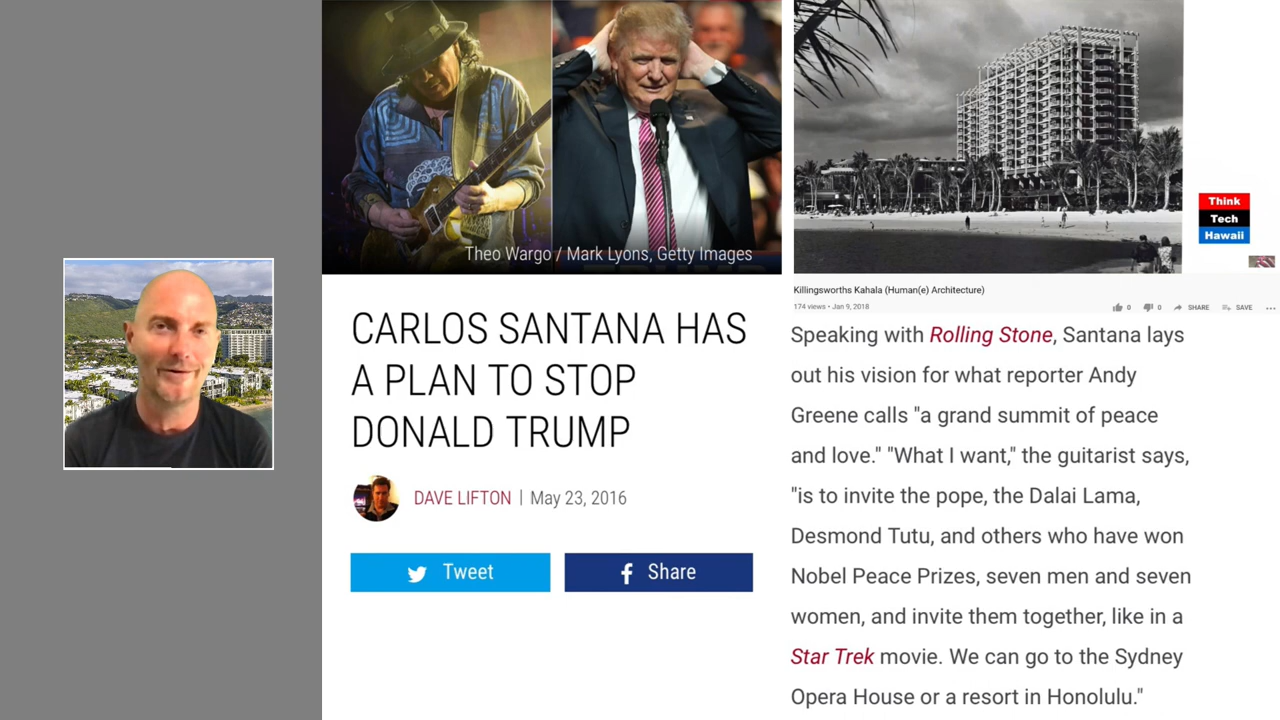 Theo Wargo / Mark Lyons, Getty Images
CARLOS SANTANA HAS
A PLAN TO STOP
DONALD TRUMP
DAVE LIFTON | May 23, 2016
Tweet
Share
Think
Tech
Hawaii
Killingsworths Kahala (Human(e) Architecture)
174 views • Jan 9, 2018
0 0 SHARE SAVE ...
Speaking with Rolling Stone, Santana lays
out his vision for what reporter Andy
Greene calls "a grand summit of peace
and love." "What I want," the guitarist says,
"is to invite the pope, the Dalai Lama,
Desmond Tutu, and others who have won
Nobel Peace Prizes, seven men and seven
women, and invite them together, like in a
Star Trek movie. We can go to the Sydney
Opera House or a resort in Honolulu."